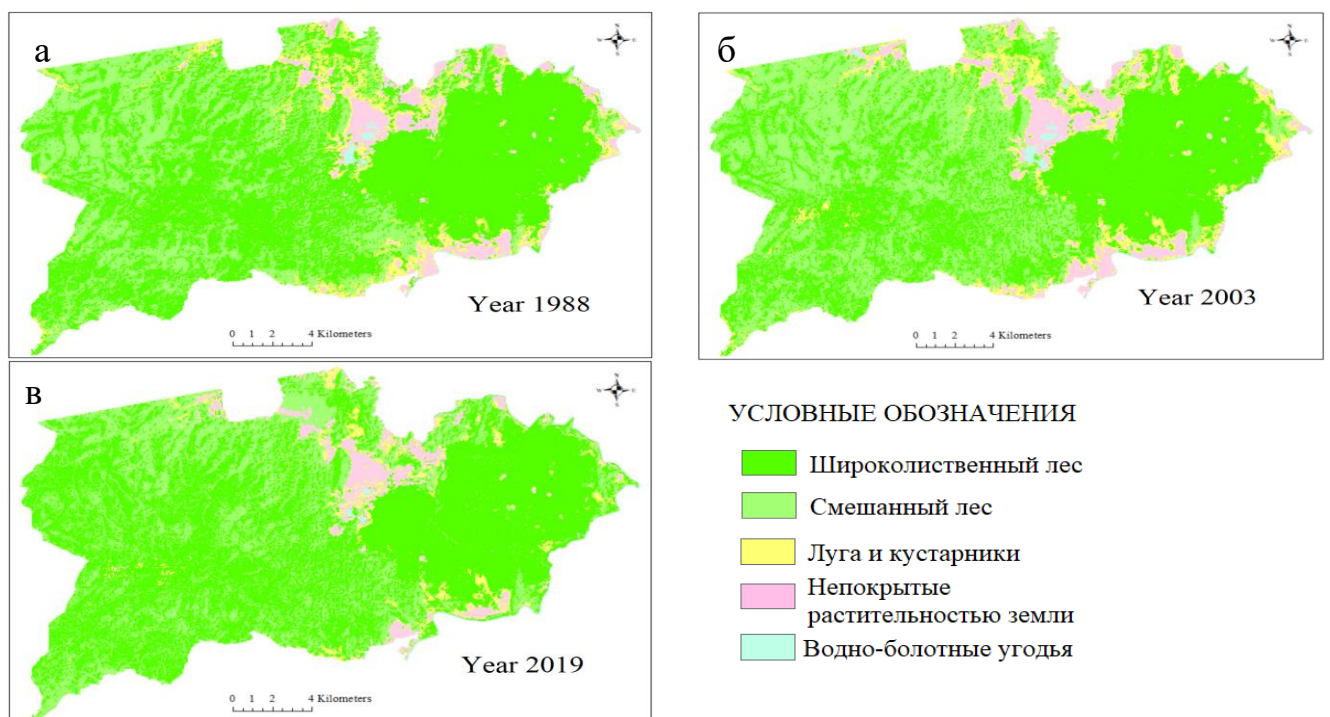 а
Year 1988
0 1 2 4 Kilometers
б
Year 2003
0 1 2 4 Kilometers
в
Year 2019
0 1 2 4 Kilometers
УСЛОВНЫЕ ОБОЗНАЧЕНИЯ
Широколиственный лес
Смешанный лес
Луга и кустарники
Непокрытые
растительностью земли
Водно-болотные угодья